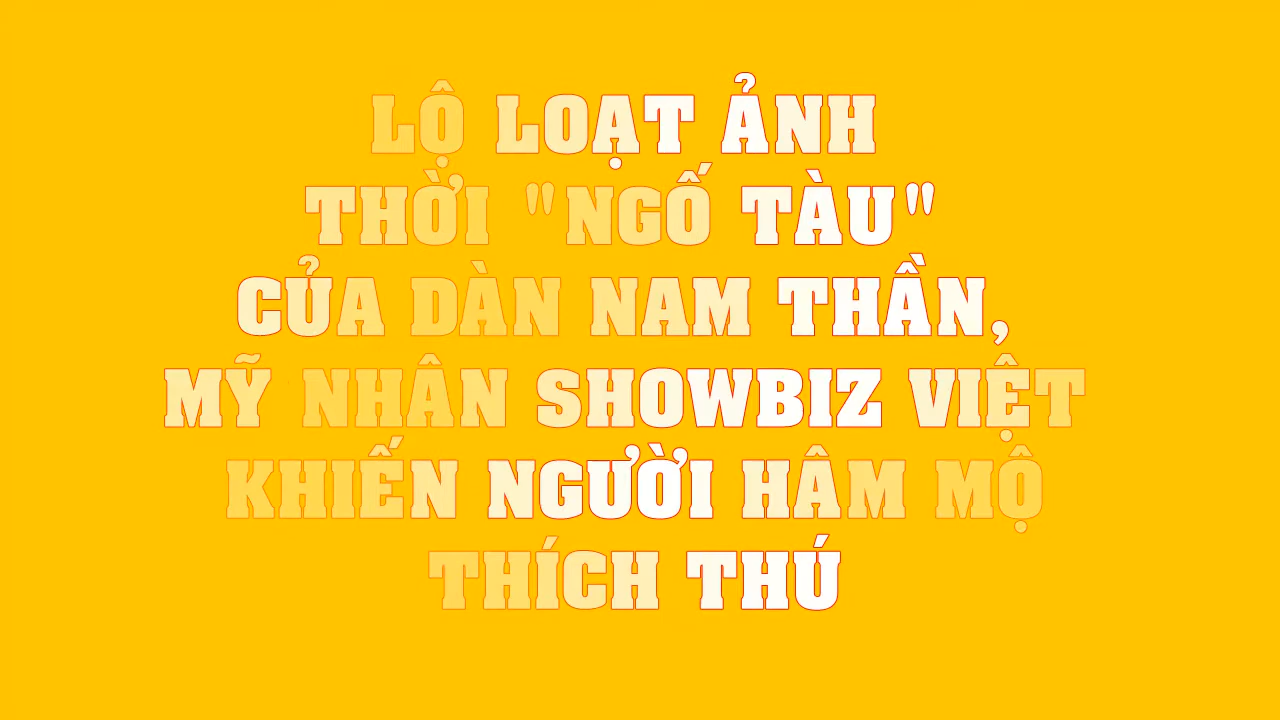 LỘ LOẠT ẢNH
THỜI "NGỐ TÀU"
CỦA DÀN NAM THẦN,
MỸ NHÂN SHOWBIZ VIỆT
KHIẾN NGƯỜI HÂM MỘ
THÍCH THÚ